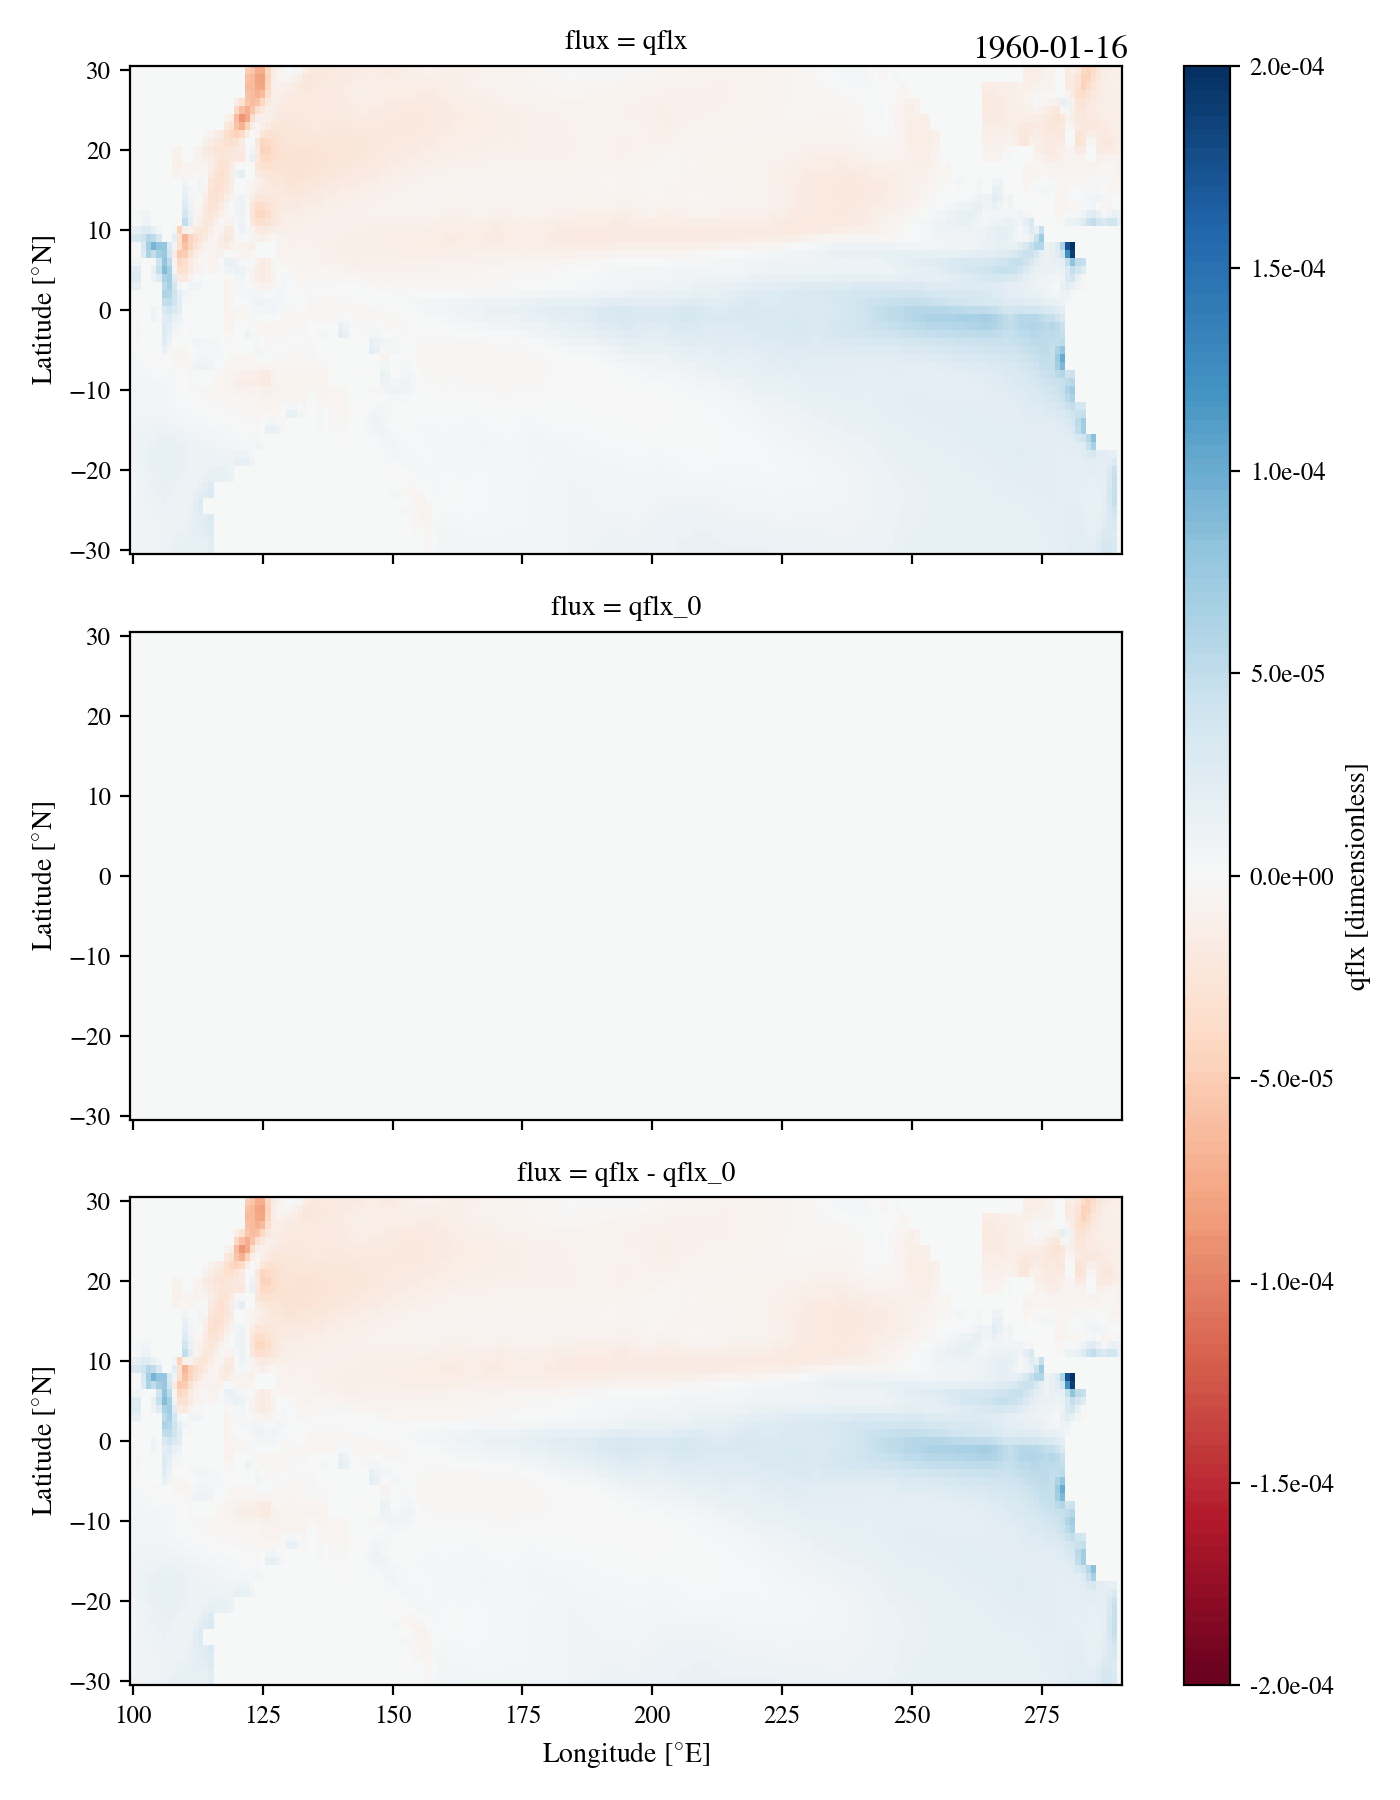 flux = qflx
1960-01-16
30
20
10
0
−10
−20
−30
Latitude [°N]
flux = qflx_0
30
20
10
0
−10
−20
−30
Latitude [°N]
flux = qflx - qflx_0
30
20
10
0
−10
−20
−30
Latitude [°N]
100 125 150 175 200 225 250 275
Longitude [°E]
2.0e-04
1.5e-04
1.0e-04
5.0e-05
0.0e+00
-5.0e-05
-1.0e-04
-1.5e-04
-2.0e-04
qflx [dimensionless]